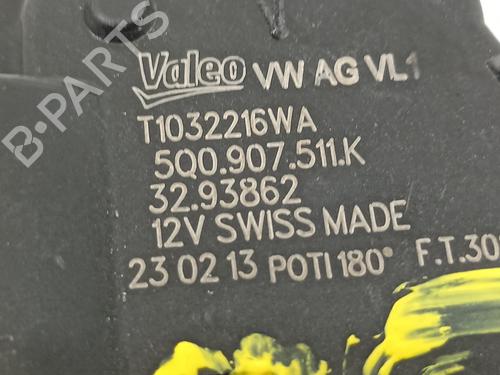 Valeo VW AG VL1
T1032216WA
5Q0.907.511.K
32.93862
12V SWISS MADE
23 02 13 POTI 180° F.T.30
B-PARTS